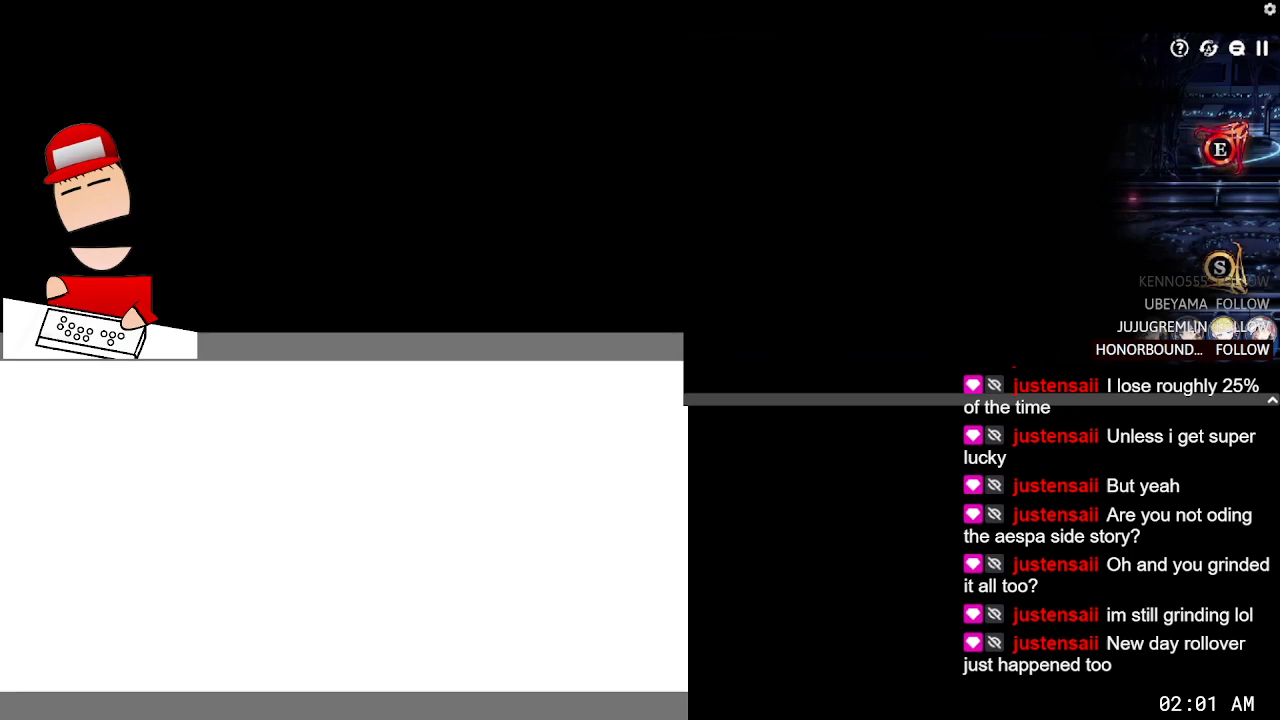 E
S
KENNO555 FOLLOW
UBEYAMA FOLLOW
JUJUGREMLIN FOLLOW
HONORBOUND... FOLLOW
justensaii I lose roughly 25%
of the time
justensaii Unless i get super
lucky
justensaii But yeah
justensaii Are you not oding
the aespa side story?
justensaii Oh and you grinded
it all too?
justensaii im still grinding lol
justensaii New day rollover
just happened too
02:01 AM